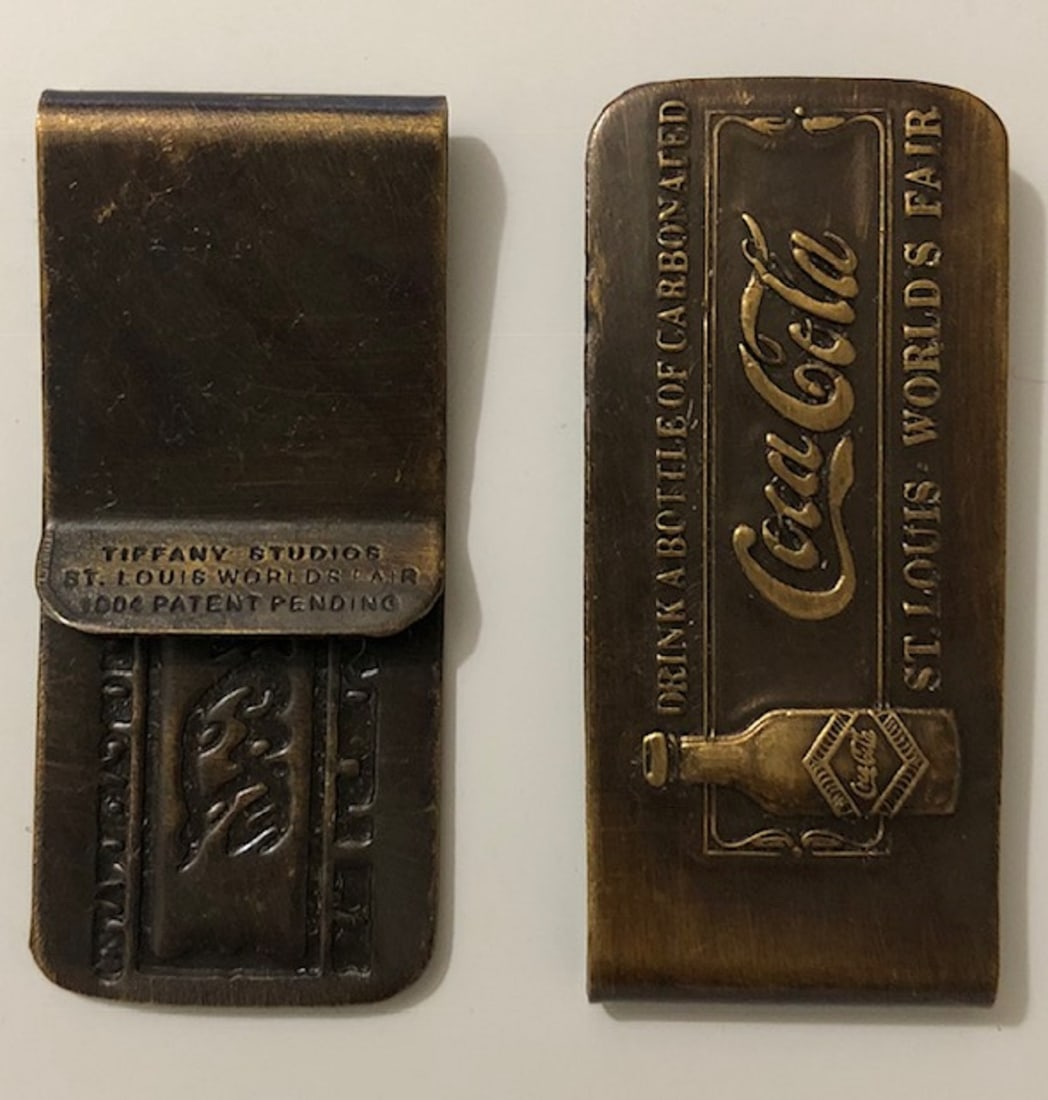 TIFFANY STUDIOS
ST. LOUIS WORLDS FAIR
1904 PATENT PENDING
DRINK A BOTTLE OF CARBONATED
Coca Cola
ST. LOUIS WORLDS FAIR
Coca Cola